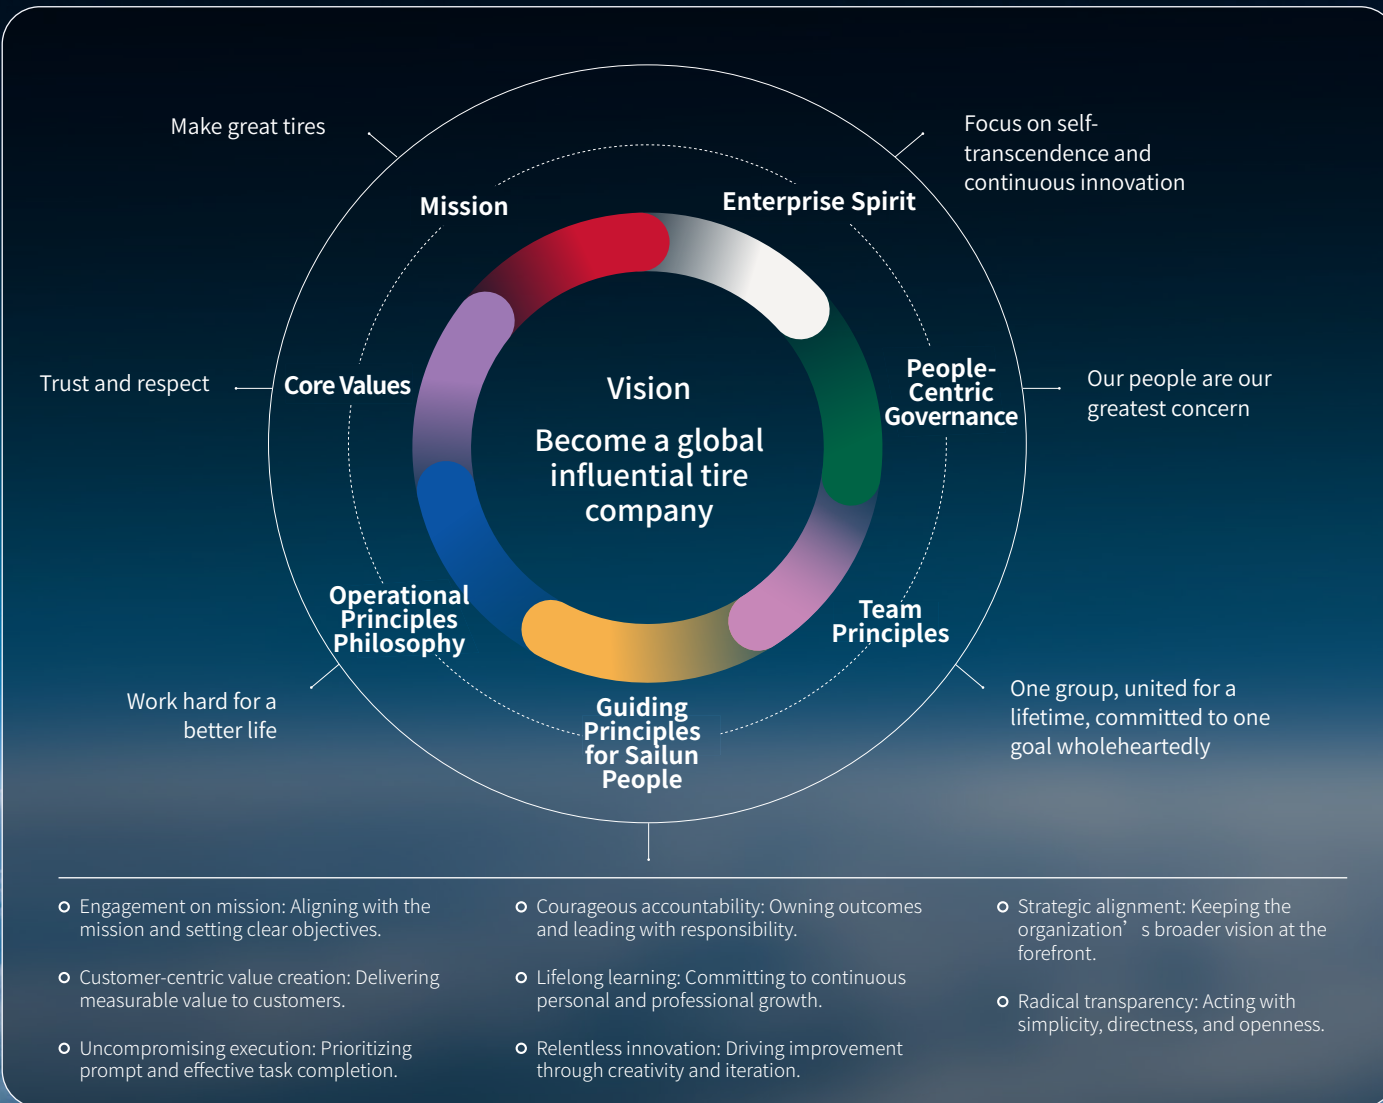 Make great tires
Focus on self-
transcendence and
continuous innovation
Mission
Enterprise Spirit
Trust and respect
Core Values
People-
Centric
Governance
Our people are our
greatest concern
Vision
Become a global
influential tire
company
Operational
Principles
Philosophy
Team
Principles
Work hard for a
better life
One group, united for a
lifetime, committed to one
goal wholeheartedly
Guiding
Principles
for Sailun
People
Engagement on mission: Aligning with the
mission and setting clear objectives.
Customer-centric value creation: Delivering
measurable value to customers.
Uncompromising execution: Prioritizing
prompt and effective task completion.
Courageous accountability: Owning outcomes
and leading with responsibility.
Lifelong learning: Committing to continuous
personal and professional growth.
Relentless innovation: Driving improvement
through creativity and iteration.
Strategic alignment: Keeping the
organization’ s broader vision at the
forefront.
Radical transparency: Acting with
simplicity, directness, and openness.